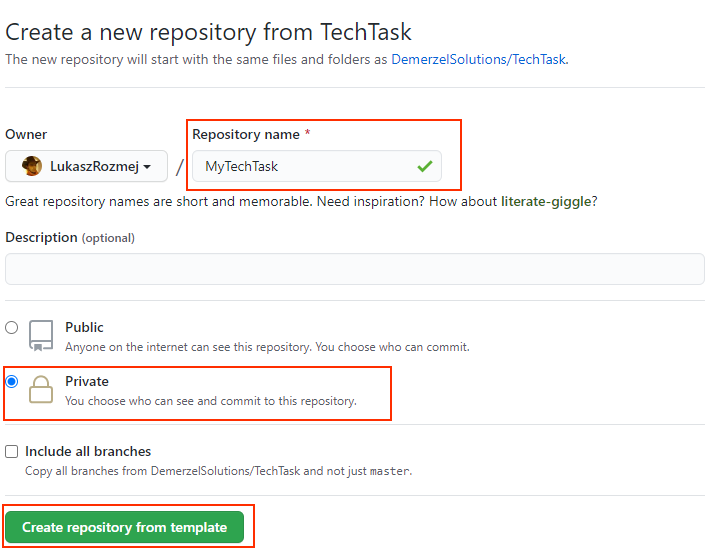 Create a new repository from TechTask
The new repository will start with the same files and folders as DemerzelSolutions/TechTask.
Owner
Repository name *
LukaszRozmej
/
MyTechTask
Great repository names are short and memorable. Need inspiration? How about literate-giggle?
Description (optional)
Public
Anyone on the internet can see this repository. You choose who can commit.
Private
You choose who can see and commit to this repository.
Include all branches
Copy all branches from DemerzelSolutions/TechTask and not just master.
Create repository from template